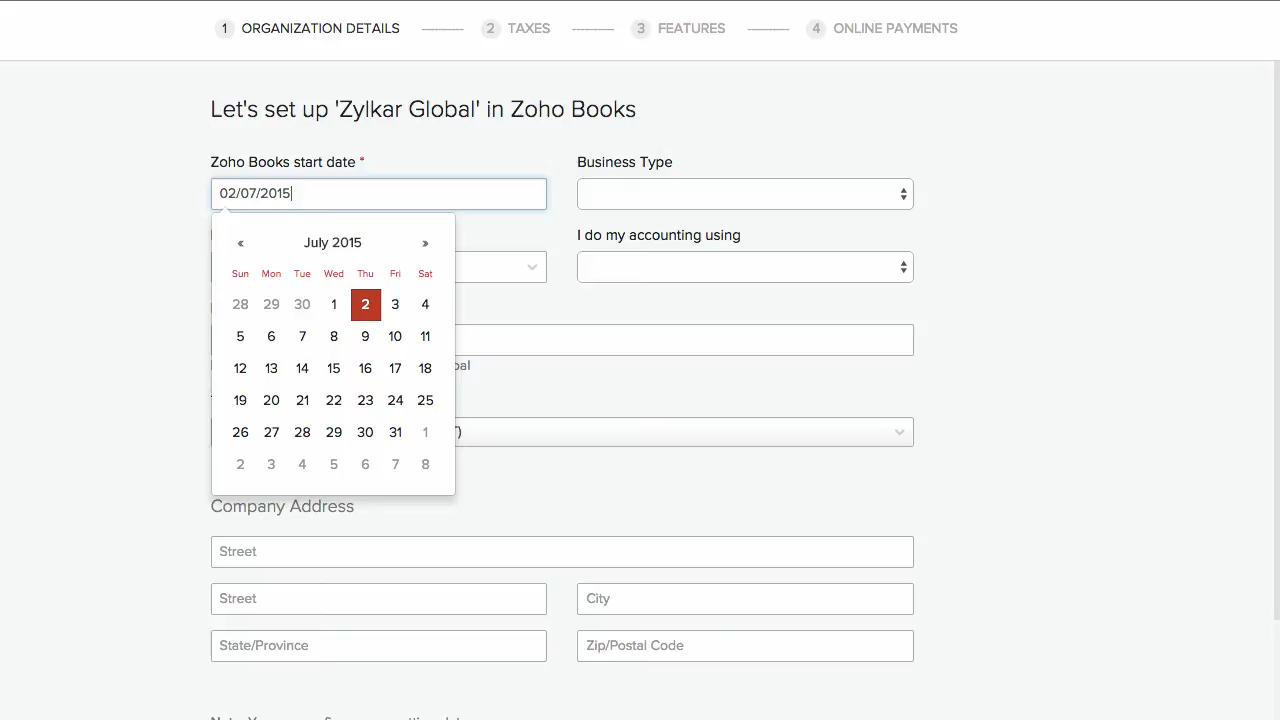 1 ORGANIZATION DETAILS 2 TAXES 3 FEATURES 4 ONLINE PAYMENTS
Let's set up 'Zylkar Global' in Zoho Books
Zoho Books start date * Business Type
02/07/2015
« July 2015 »
I do my accounting using
Sun Mon Tue Wed Thu Fri Sat
28 29 30 1 2 3 4
5 6 7 8 9 10 11
12 13 14 15 16 17 18
19 20 21 22 23 24 25
26 27 28 29 30 31 1
2 3 4 5 6 7 8
Company Address
Street
Street City
State/Province Zip/Postal Code